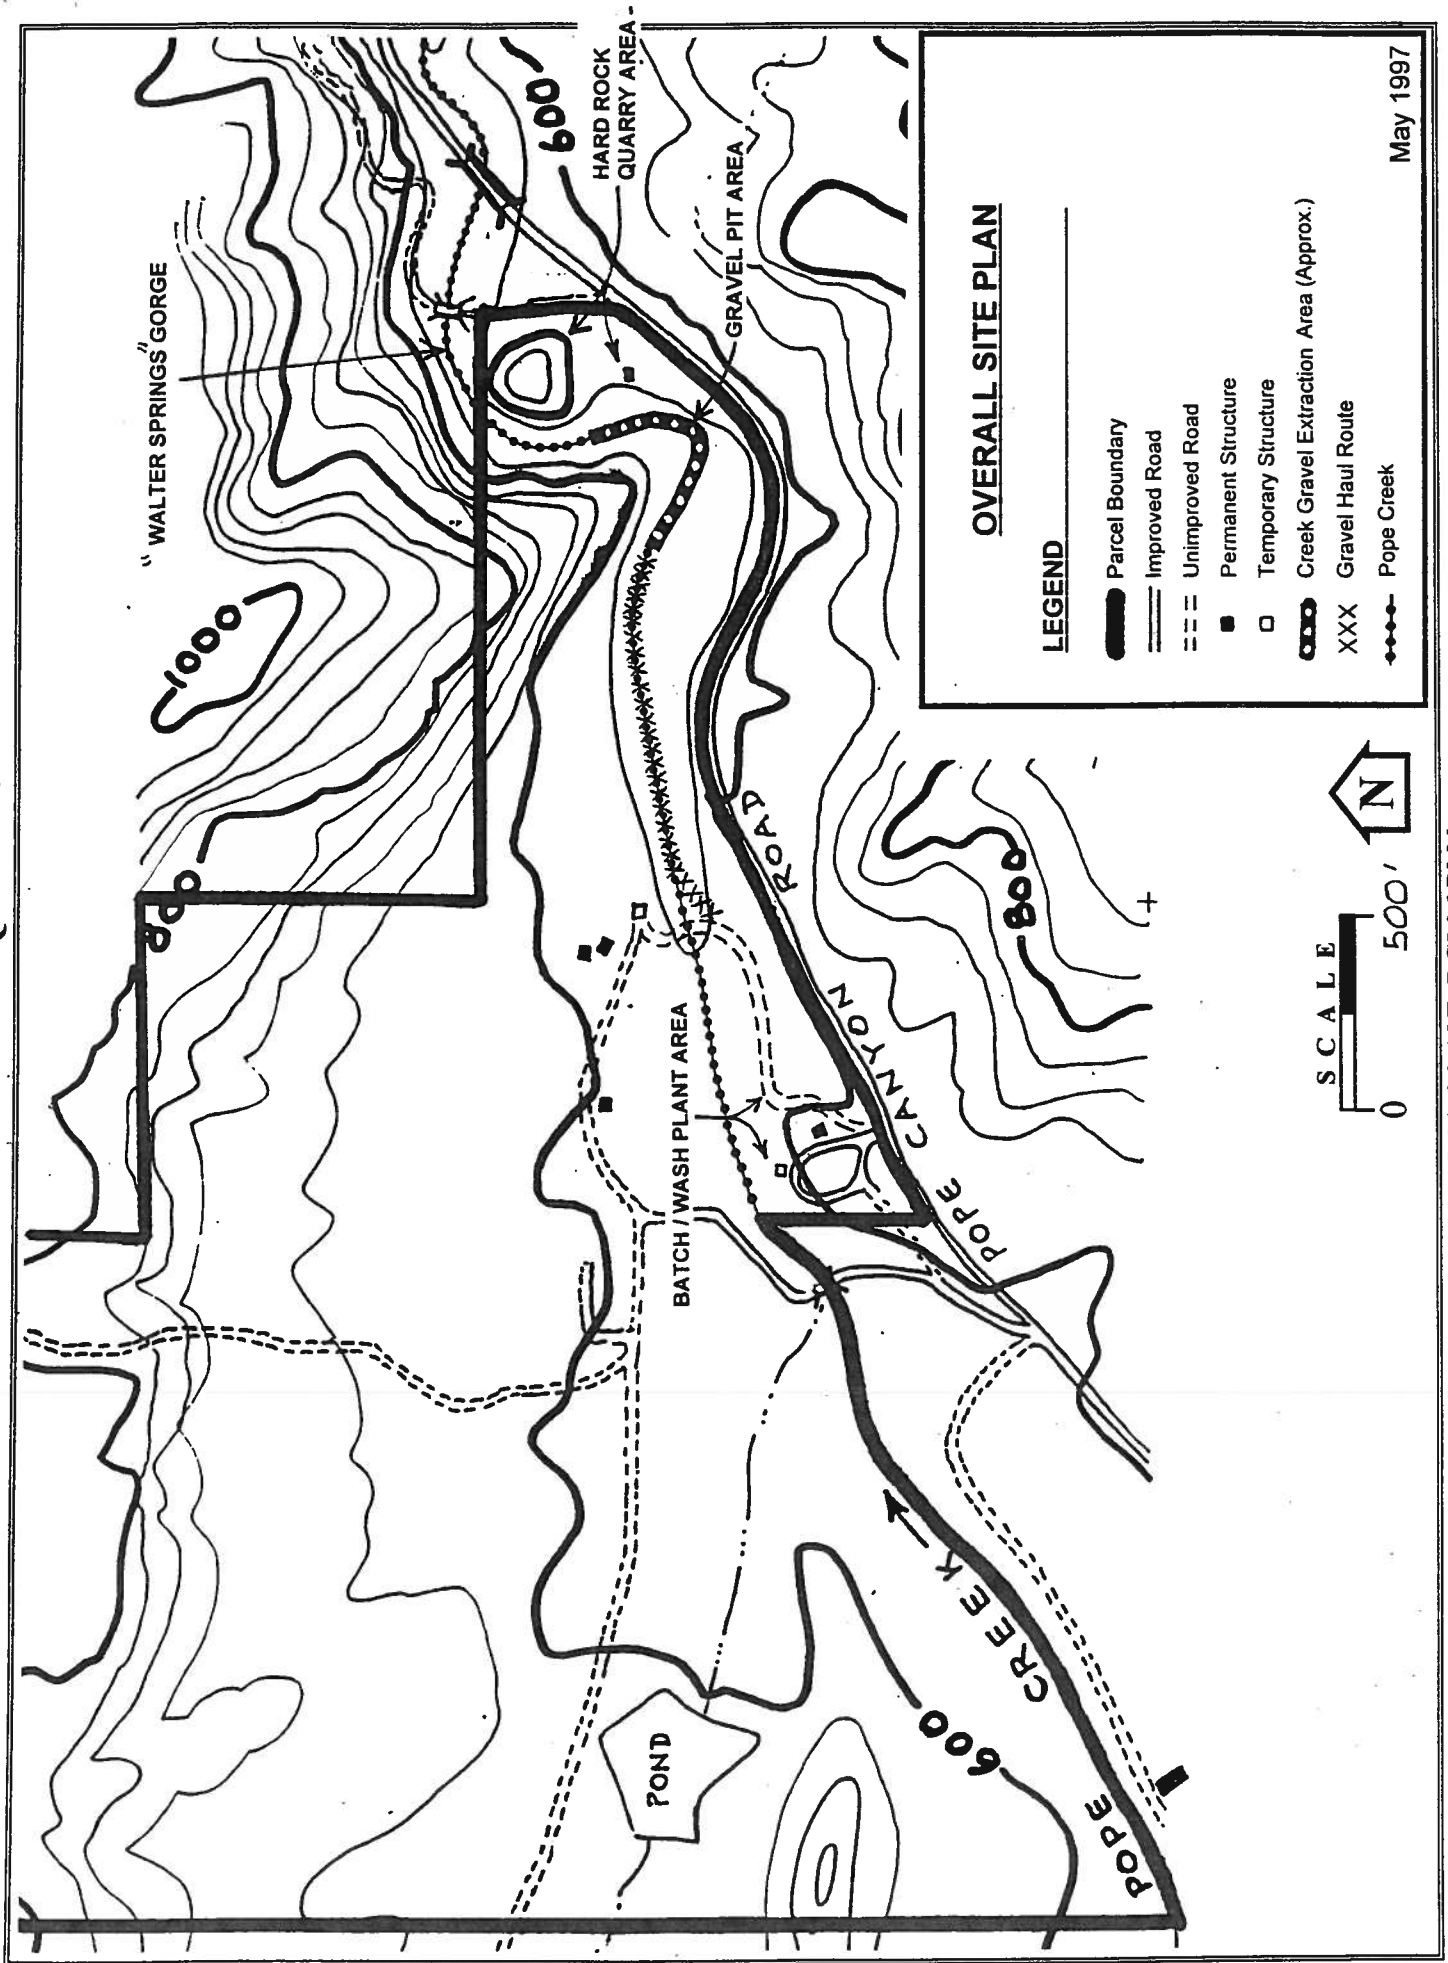 "WALTER SPRINGS" GORGE
HARD ROCK
QUARRY AREA
GRAVEL PIT AREA
BATCH / WASH PLANT AREA
1000
800
600
800
600
POPE CANYON ROAD
POPE CREEK
POND
OVERALL SITE PLAN
LEGEND
Parcel Boundary
Improved Road
Unimproved Road
Permanent Structure
Temporary Structure
Creek Gravel Extraction Area (Approx.)
XXX Gravel Haul Route
Pope Creek
May 1997
SCALE
0 500'
N